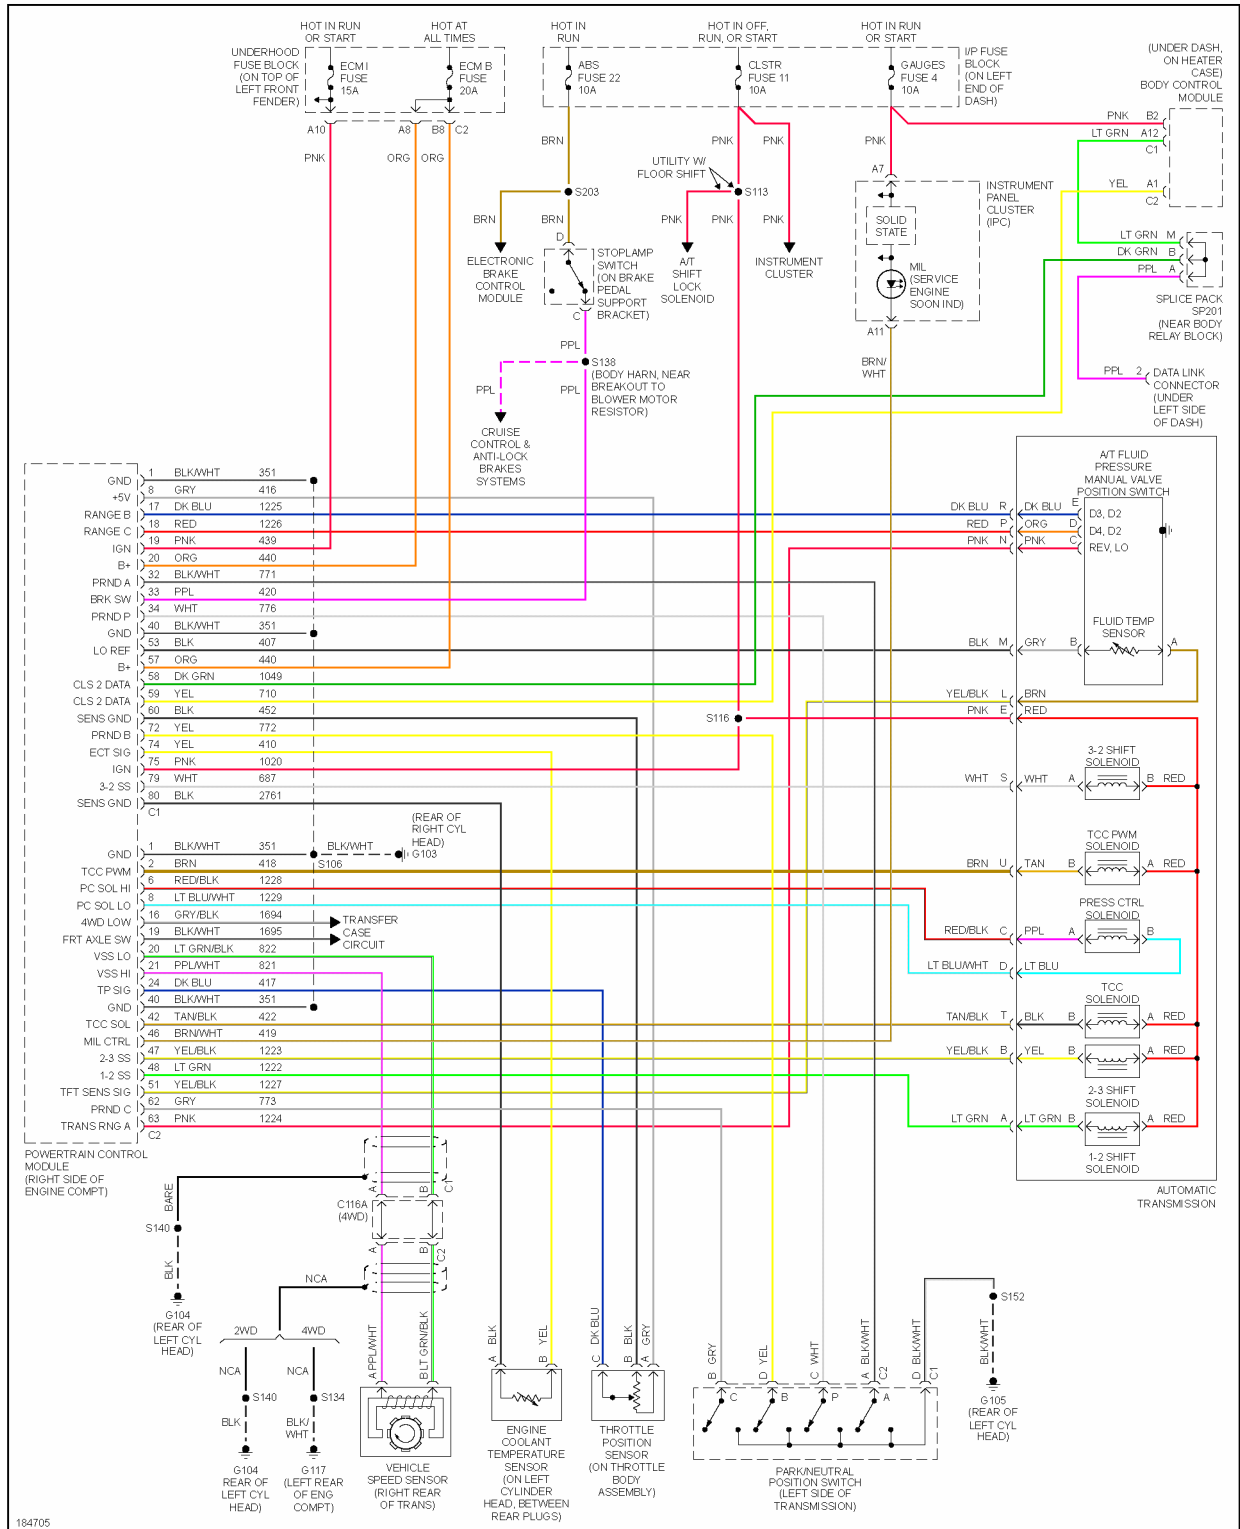 HOT IN RUN
OR START
HOT AT
ALL TIMES
HOT IN
RUN
HOT IN OFF,
RUN, OR START
HOT IN RUN
OR START
UNDERHOOD
FUSE BLOCK
(ON TOP OF
LEFT FRONT
FENDER)
ECM I
FUSE
15A
ECM B
FUSE
20A
ABS
FUSE 22
10A
CLSTR
FUSE 11
10A
GAUGES
FUSE 4
10A
I/P FUSE
BLOCK
(ON LEFT
END OF
DASH)
(UNDER DASH,
ON HEATER
CASE)
BODY CONTROL
MODULE
A10
A8
B8
C2
PNK
ORG
ORG
BRN
PNK
PNK
PNK
PNK B2
LT GRN A12
C1
YEL A1
C2
UTILITY W/
FLOOR SHIFT
A7
S203
S113
BRN
BRN
D
PNK
PNK
PNK
SOLID
STATE
INSTRUMENT
PANEL
CLUSTER
(IPC)
ELECTRONIC
BRAKE
CONTROL
MODULE
STOPLAMP
SWITCH
(ON BRAKE
PEDAL
SUPPORT
BRACKET)
C
A/T
SHIFT
LOCK
SOLENOID
INSTRUMENT
CLUSTER
MIL
(SERVICE
ENGINE
SOON IND)
A11
LT GRN M
DK GRN B
PPL A
SPLICE PACK
SP201
(NEAR BODY
RELAY BLOCK)
PPL
S138
(BODY HARN, NEAR
BREAKOUT TO
BLOWER MOTOR
RESISTOR)
PPL
PPL
BRN/
WHT
PPL 2
DATA LINK
CONNECTOR
(UNDER
LEFT SIDE
OF DASH)
CRUISE
CONTROL &
ANTI-LOCK
BRAKES
SYSTEMS
GND 1 BLK/WHT 351
+5V 8 GRY 416
RANGE B 17 DK BLU 1225
RANGE C 18 RED 1226
IGN 19 PNK 439
B+ 20 ORG 440
PRND A 32 BLK/WHT 771
BRK SW 33 PPL 420
PRND P 34 WHT 776
GND 40 BLK/WHT 351
LO REF 53 BLK 407
B+ 57 ORG 440
CLS 2 DATA 58 DK GRN 1049
CLS 2 DATA 59 YEL 710
SENS GND 60 BLK 452
PRND B 72 YEL 772
ECT SIG 74 YEL 410
IGN 75 PNK 1020
3-2 SS 79 WHT 687
SENS GND 80 BLK 2761
C1
GND 1 BLK/WHT 351
TCC PWM 2 BRN 418
PC SOL HI 6 RED/BLK 1228
PC SOL LO 8 LT BLU/WHT 1229
4WD LOW 16 GRY/BLK 1694
FRT AXLE SW 19 BLK/WHT 1695
VSS LO 20 LT GRN/BLK 822
VSS HI 21 PPL/WHT 821
TP SIG 24 DK BLU 417
GND 40 BLK/WHT 351
TCC SOL 42 TAN/BLK 422
MIL CTRL 46 BRN/WHT 419
2-3 SS 47 YEL/BLK 1223
1-2 SS 48 LT GRN 1222
TFT SENS SIG 51 YEL/BLK 1227
PRND C 62 GRY 773
TRANS RNG A 63 PNK 1224
C2
POWERTRAIN CONTROL
MODULE
(RIGHT SIDE OF
ENGINE COMPT)
BLK/WHT
S106
(REAR OF
RIGHT CYL
HEAD)
G103
TRANSFER
CASE
CIRCUIT
S116
A/T FLUID
PRESSURE
MANUAL VALVE
POSITION SWITCH
DK BLU R DK BLU E D3, D2
RED P ORG D D4, D2
PNK N PNK C REV, LO
FLUID TEMP
SENSOR
BLK M GRY B A
YEL/BLK L BRN
PNK E RED
3-2 SHIFT
SOLENOID
WHT S WHT A B RED
TCC PWM
SOLENOID
BRN U TAN B A RED
PRESS CTRL
SOLENOID
RED/BLK C PPL A B
LT BLU/WHT D LT BLU
TCC
SOLENOID
TAN/BLK T BLK B A RED
YEL/BLK B YEL B A RED
2-3 SHIFT
SOLENOID
LT GRN A LT GRN B A RED
1-2 SHIFT
SOLENOID
AUTOMATIC
TRANSMISSION
BARE
S140
BLK
G104
(REAR OF
LEFT CYL
HEAD)
A B C1
C116A
(4WD)
A B C2
NCA
2WD
4WD
NCA
NCA
S140
S134
BLK
BLK/
WHT
G104
REAR OF
LEFT CYL
HEAD)
G117
(LEFT REAR
OF ENG
COMPT)
A PPL/WHT
B LT GRN/BLK
VEHICLE
SPEED SENSOR
(RIGHT REAR
OF TRANS)
A BLK
B YEL
ENGINE
COOLANT
TEMPERATURE
SENSOR
(ON LEFT
CYLINDER
HEAD, BETWEEN
REAR PLUGS)
C DK BLU
B BLK
A GRY
THROTTLE
POSITION
SENSOR
(ON THROTTLE
BODY
ASSEMBLY)
B GRY
D YEL
C WHT
A BLK/WHT
C2
D BLK/WHT
C1
C
B
P
A
PARK/NEUTRAL
POSITION SWITCH
(LEFT SIDE OF
TRANSMISSION)
S152
BLK/WHT
G105
(REAR OF
LEFT CYL
HEAD)
184705